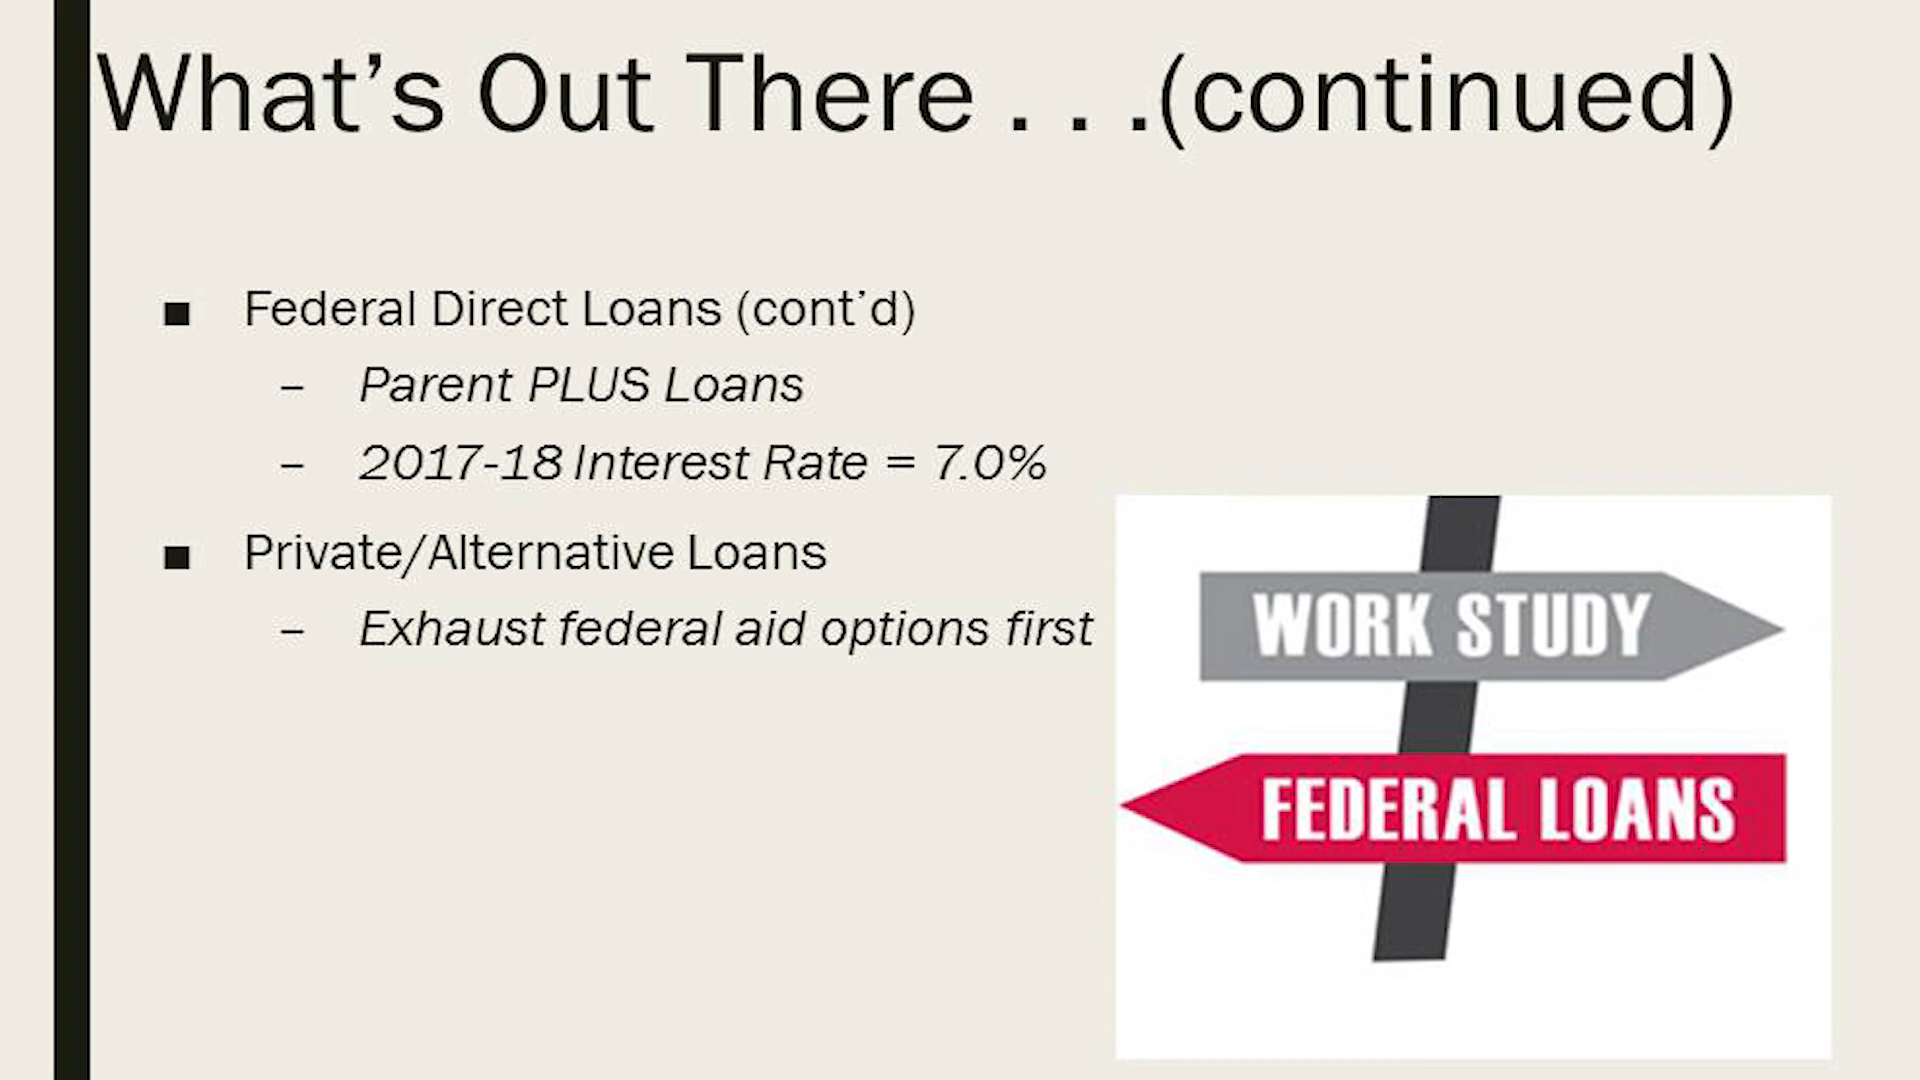 What’s Out There . . .(continued)
■ Federal Direct Loans (cont’d)
– Parent PLUS Loans
– 2017-18 Interest Rate = 7.0%
■ Private/Alternative Loans
– Exhaust federal aid options first
WORK STUDY
FEDERAL LOANS